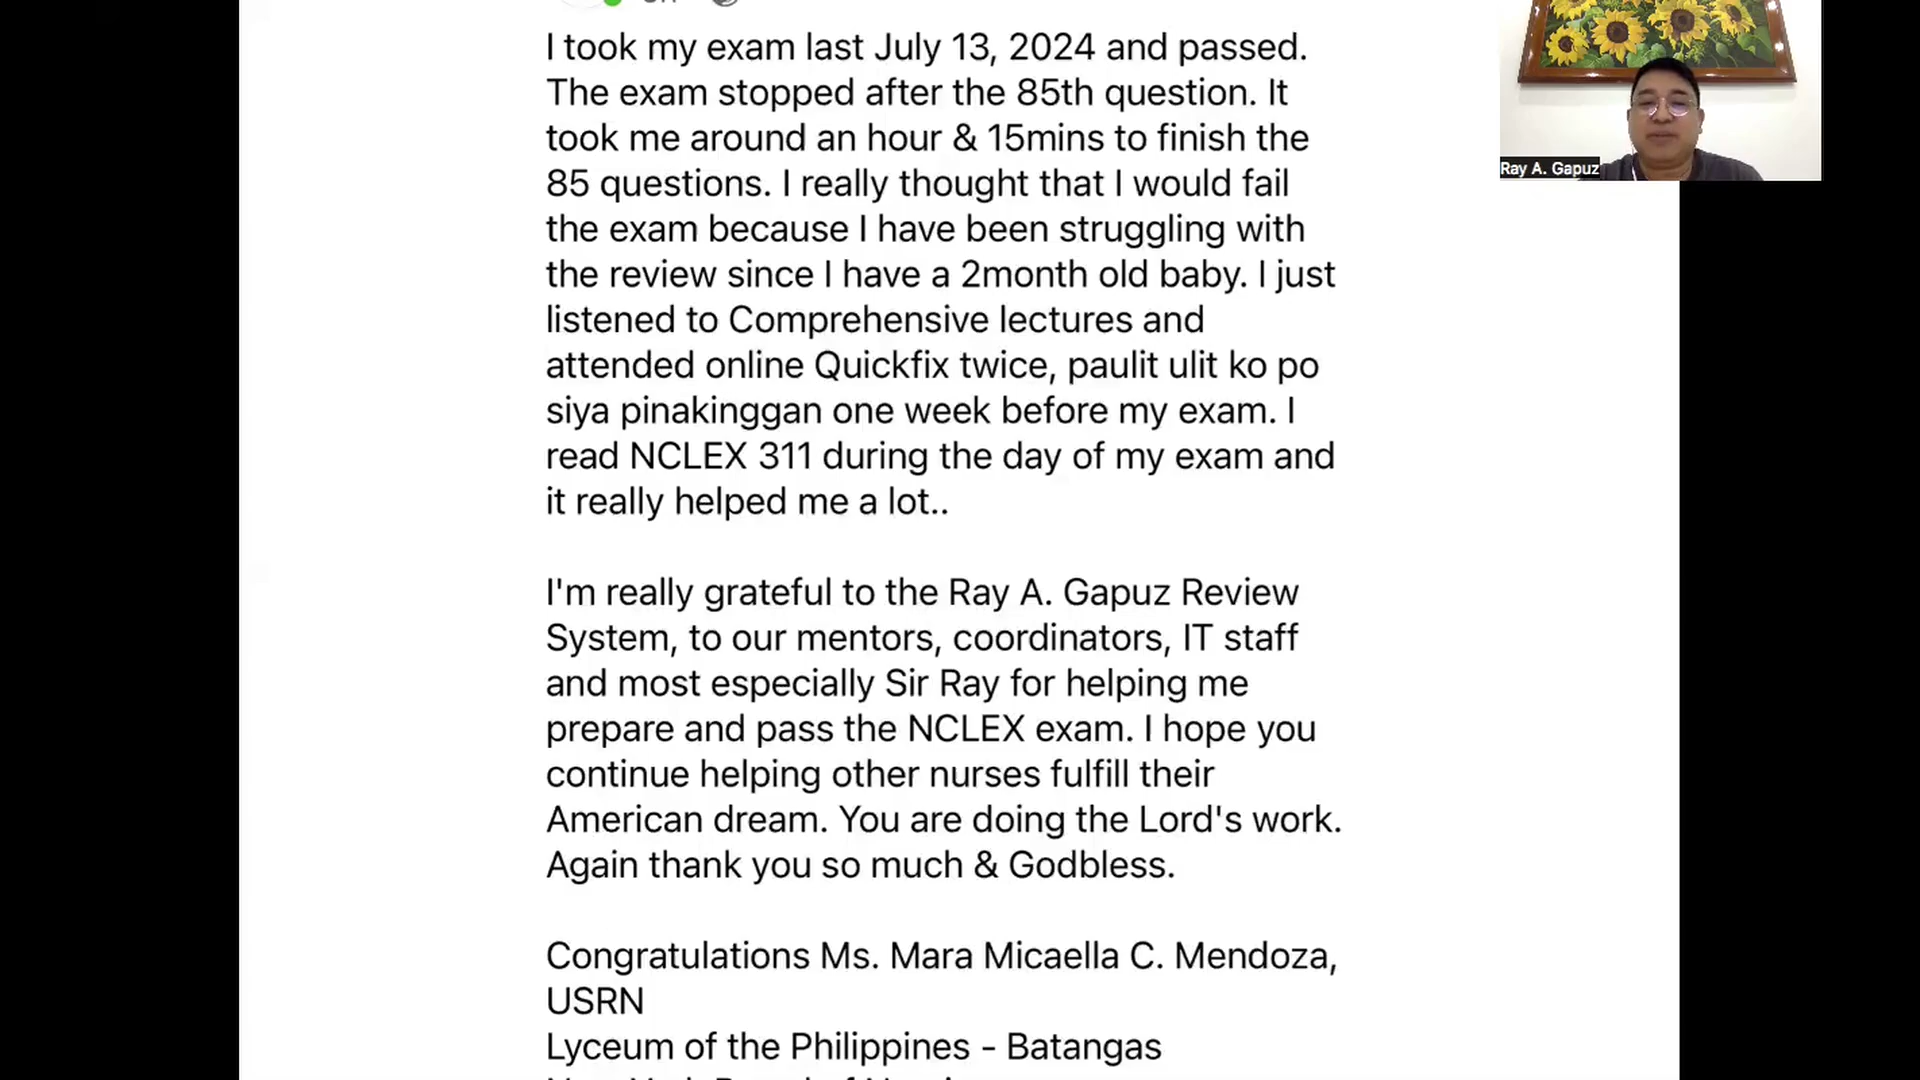 I took my exam last July 13, 2024 and passed.
The exam stopped after the 85th question. It
took me around an hour & 15mins to finish the
85 questions. I really thought that I would fail
the exam because I have been struggling with
the review since I have a 2month old baby. I just
listened to Comprehensive lectures and
attended online Quickfix twice, paulit ulit ko po
siya pinakinggan one week before my exam. I
read NCLEX 311 during the day of my exam and
it really helped me a lot..
I'm really grateful to the Ray A. Gapuz Review
System, to our mentors, coordinators, IT staff
and most especially Sir Ray for helping me
prepare and pass the NCLEX exam. I hope you
continue helping other nurses fulfill their
American dream. You are doing the Lord's work.
Again thank you so much & Godbless.
Congratulations Ms. Mara Micaella C. Mendoza,
USRN
Lyceum of the Philippines - Batangas
Ray A. Gapuz